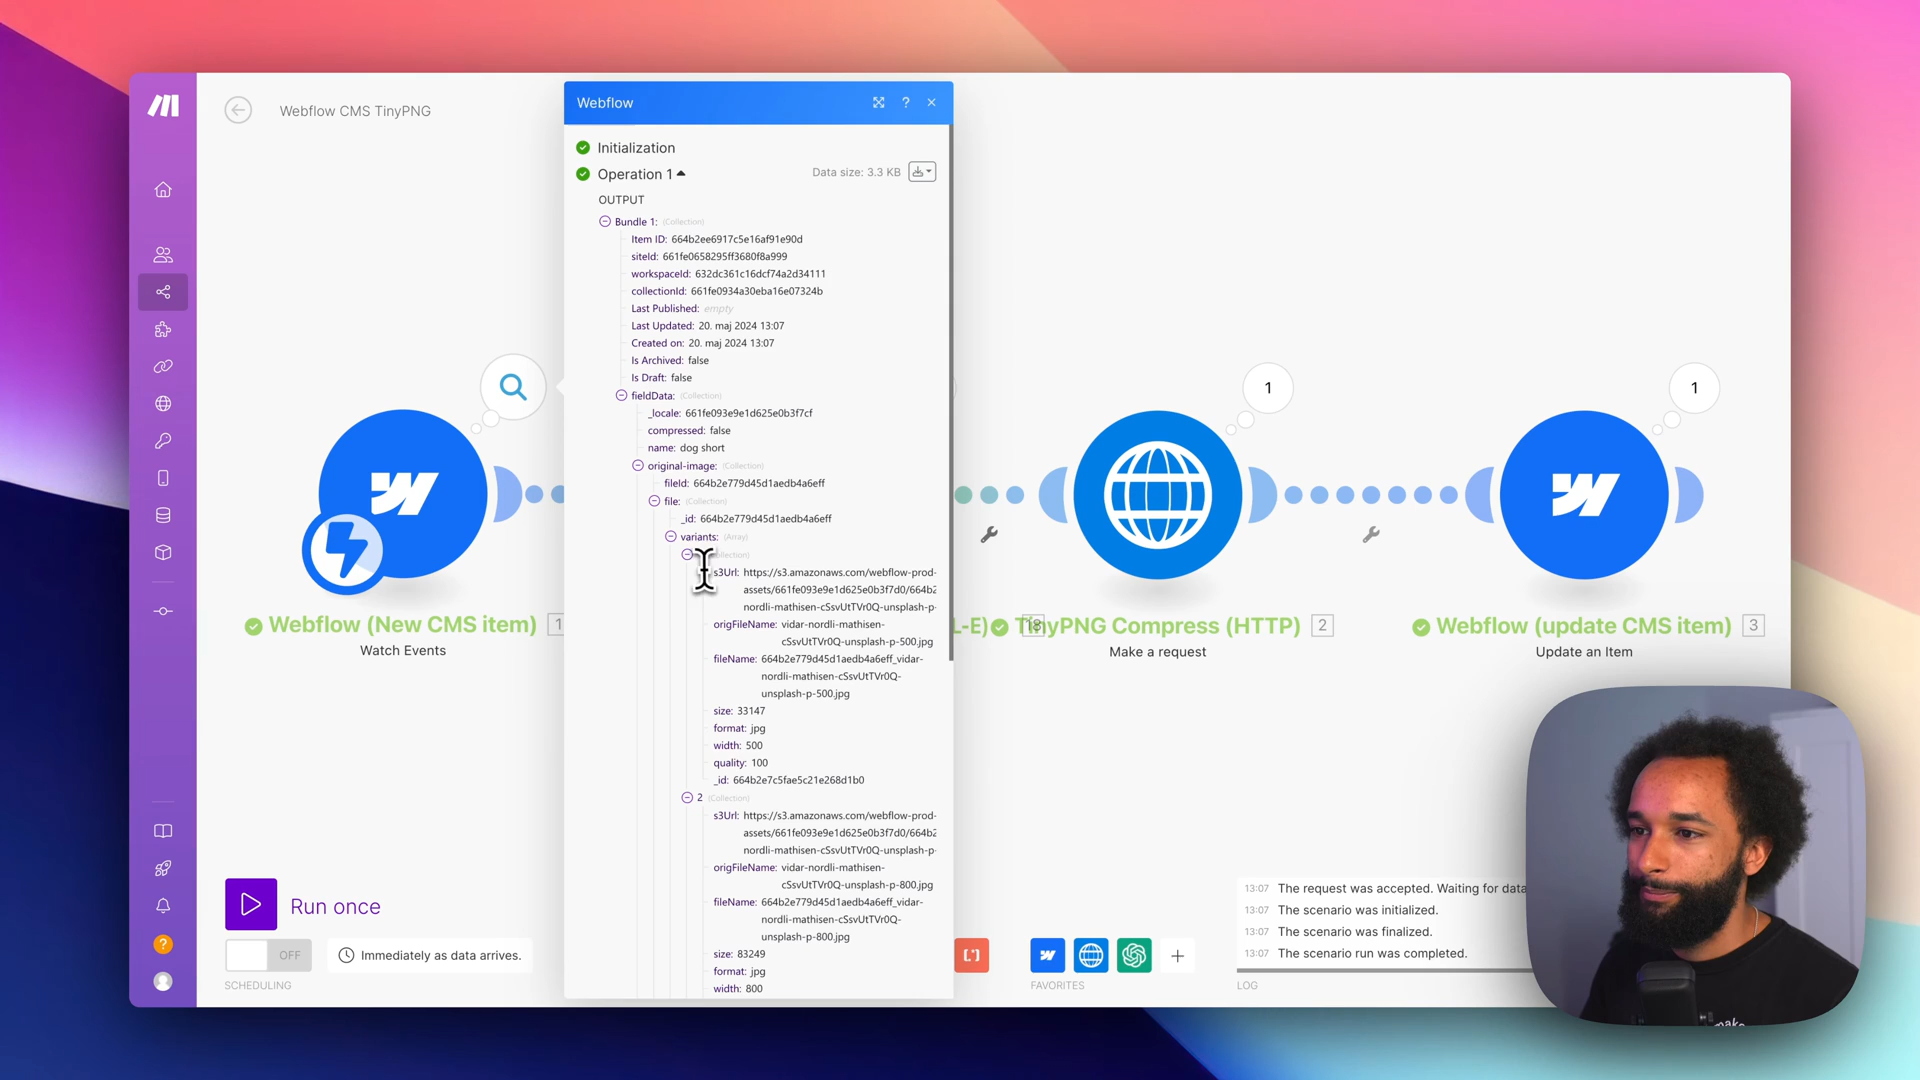 Webflow CMS TinyPNG
Webflow
?
Initialization
Operation 1
Data size: 3.3 KB
OUTPUT
Bundle 1: (Collection)
Item ID: 664b2ee6917c5e16af91e90d
siteId: 661fe0658295ff3680f8a999
workspaceId: 632dc361c16dcf74a2d34111
collectionId: 661fe0934a30eba16e07324b
Last Published: empty
Last Updated: 20. maj 2024 13:07
Created on: 20. maj 2024 13:07
Is Archived: false
Is Draft: false
fieldData: (Collection)
_locale: 661fe093e9e1d625e0b3f7cf
compressed: false
name: dog short
original-image: (Collection)
fileId: 664b2e779d45d1aedb4a6eff
file: (Collection)
_id: 664b2e779d45d1aedb4a6eff
variants: (Array)
s3Url: https://s3.amazonaws.com/webflow-prod-
assets/661fe093e9e1d625e0b3f7d0/664b2
nordli-mathisen-cSsvUtTVr0Q-unsplash-p-
origFileName: vidar-nordli-mathisen-
cSsvUtTVr0Q-unsplash-p-500.jpg
fileName: 664b2e779d45d1aedb4a6eff_vidar-
nordli-mathisen-cSsvUtTVr0Q-
unsplash-p-500.jpg
size: 33147
format: jpg
width: 500
quality: 100
_id: 664b2e7c5fae5c21e268d1b0
2 (Collection)
s3Url: https://s3.amazonaws.com/webflow-prod-
assets/661fe093e9e1d625e0b3f7d0/664b2
nordli-mathisen-cSsvUtTVr0Q-unsplash-p-
origFileName: vidar-nordli-mathisen-
cSsvUtTVr0Q-unsplash-p-800.jpg
fileName: 664b2e779d45d1aedb4a6eff_vidar-
nordli-mathisen-cSsvUtTVr0Q-
unsplash-p-800.jpg
size: 83249
format: jpg
width: 800
1
1
Webflow (New CMS item) 1
Watch Events
L-E) 18
TinyPNG Compress (HTTP) 2
Make a request
Webflow (update CMS item) 3
Update an Item
Run once
OFF
Immediately as data arrives.
SCHEDULING
?
FAVORITES
13:07 The request was accepted. Waiting for data
13:07 The scenario was initialized.
13:07 The scenario was finalized.
13:07 The scenario run was completed.
LOG
make